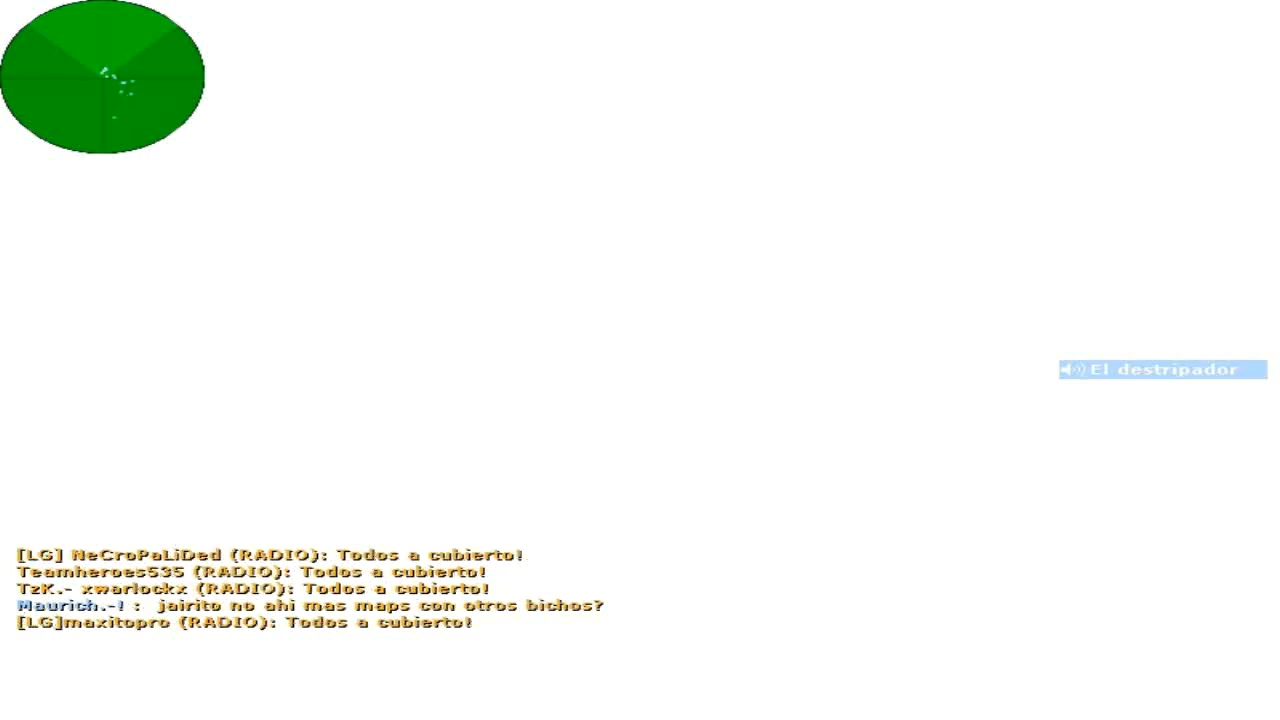 El destripador
[LG] NeCroPaLiDed (RADIO): Todos a cubierto!
Teamheroes535 (RADIO): Todos a cubierto!
TzK.- xwarlockx (RADIO): Todos a cubierto!
Maurich.-! : jairito no ahi mas maps con otros bichos?
[LG]maxitopro (RADIO): Todos a cubierto!